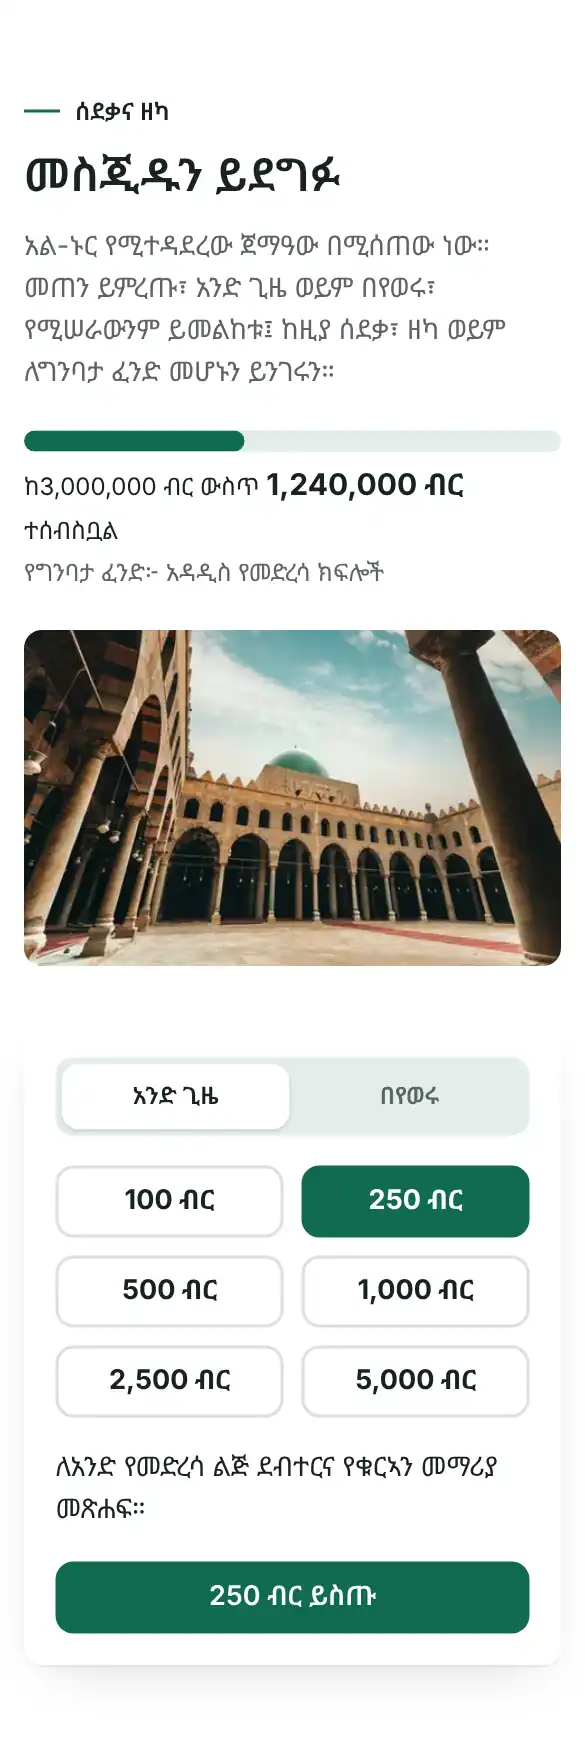 ሰደቃና ዘካ
መስጂዱን ይደግፉ
አል-ኑር የሚተዳደረው ጀማዓው በሚሰጠው ነው።
መጠን ይምረጡ፣ አንድ ጊዜ ወይም በየወሩ፣
የሚሠራውንም ይመልከቱ፤ ከዚያ ሰደቃ፣ ዘካ ወይም
ለግንባታ ፈንድ መሆኑን ይንገሩን።
ከ3,000,000 ብር ውስጥ 1,240,000 ብር
ተሰብስቧል
የግንባታ ፈንድ፦ አዳዲስ የመድረሳ ክፍሎች
አንድ ጊዜ በየወሩ
100 ብር 250 ብር
500 ብር 1,000 ብር
2,500 ብር 5,000 ብር
ለአንድ የመድረሳ ልጅ ደብተርና የቁርኣን መማሪያ
መጽሐፍ።
250 ብር ይስጡ